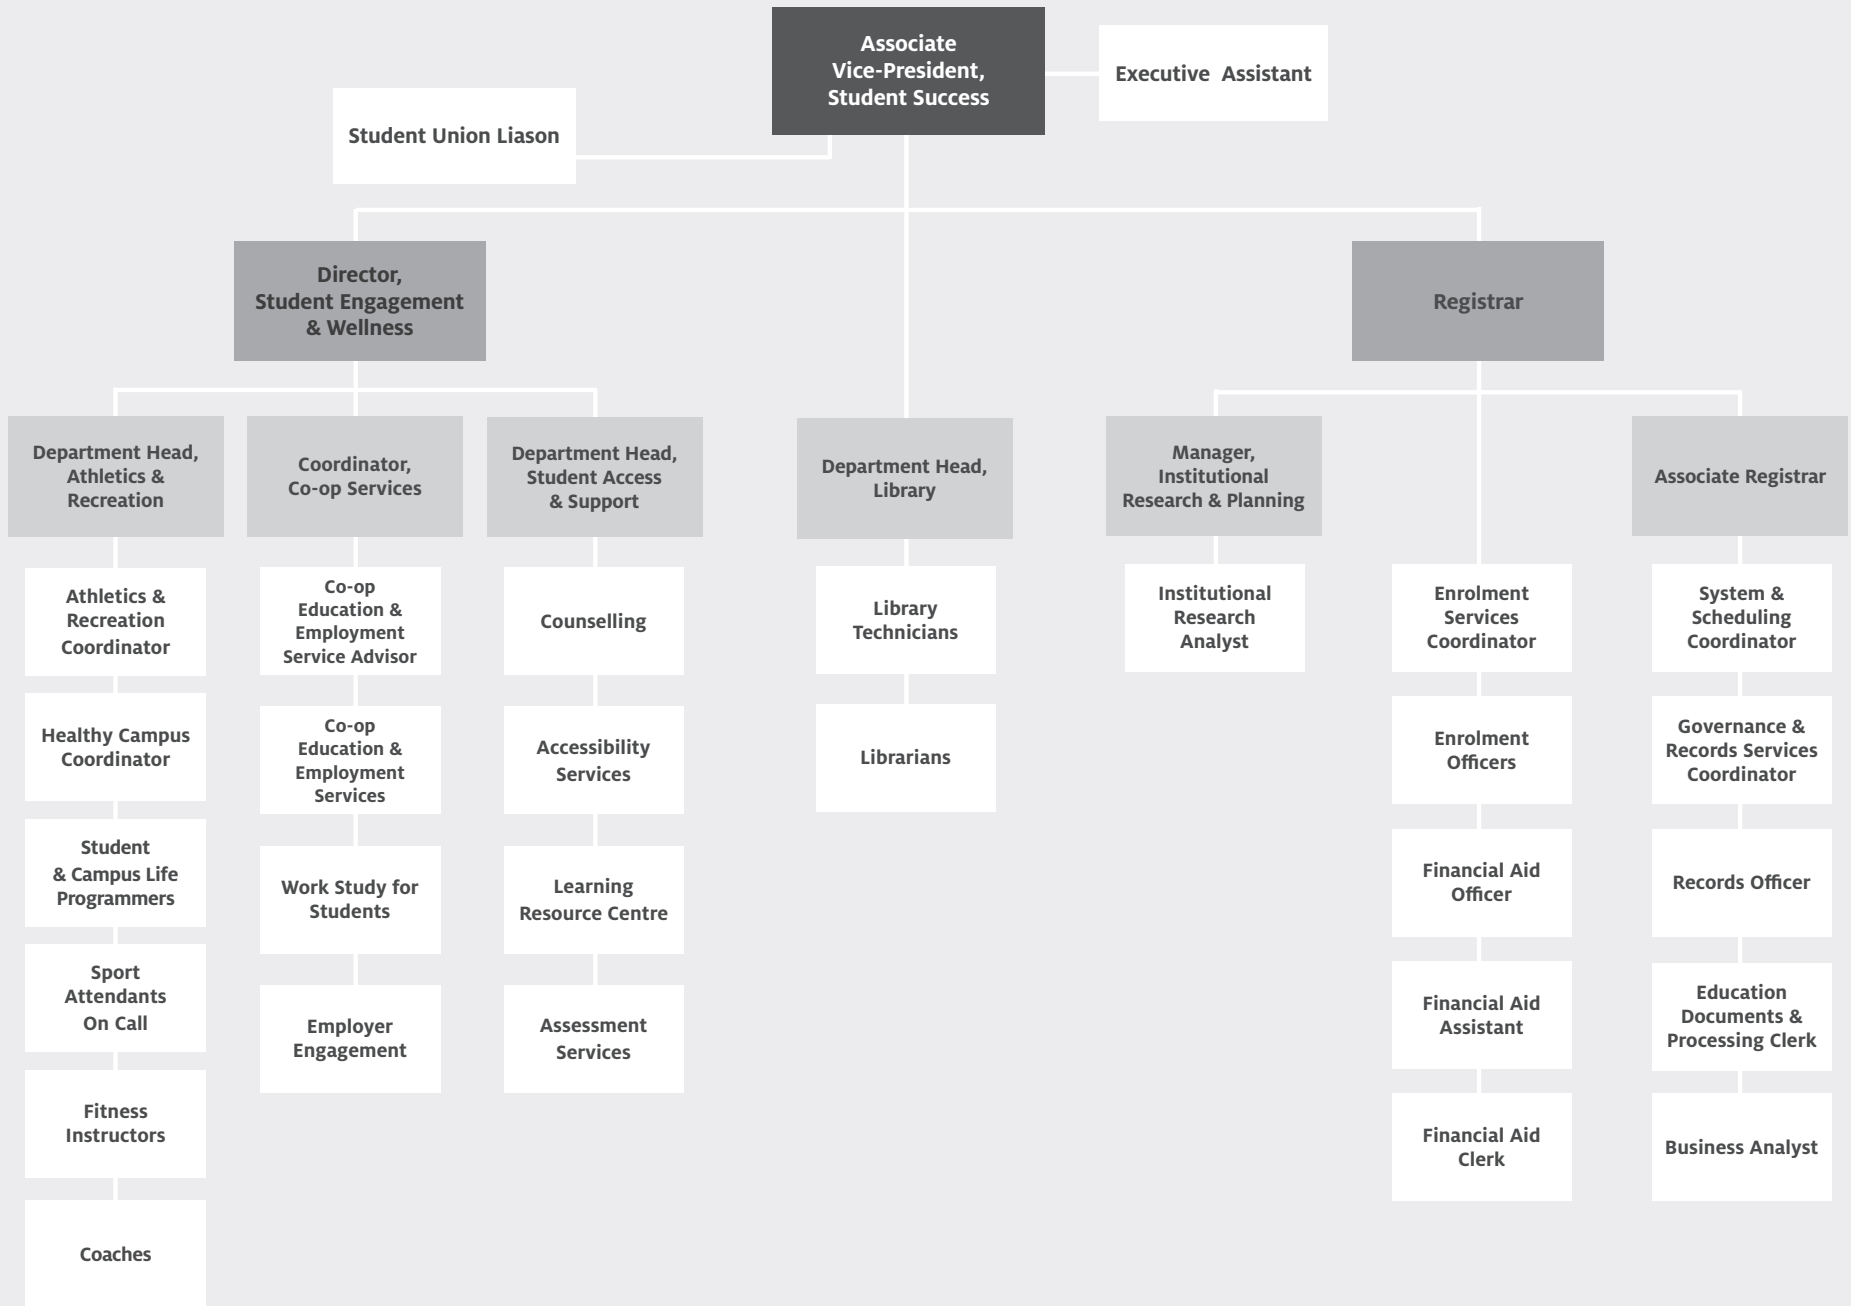 Associate
Vice-President,
Student Success
Executive Assistant
Student Union Liason
Director,
Student Engagement
& Wellness
Registrar
Department Head,
Athletics &
Recreation
Coordinator,
Co-op Services
Department Head,
Student Access
& Support
Department Head,
Library
Manager,
Institutional
Research & Planning
Associate Registrar
Athletics &
Recreation
Coordinator
Healthy Campus
Coordinator
Student
& Campus Life
Programmers
Sport
Attendants
On Call
Fitness
Instructors
Coaches
Co-op
Education &
Employment
Service Advisor
Co-op
Education &
Employment
Services
Work Study for
Students
Employer
Engagement
Counselling
Accessibility
Services
Learning
Resource Centre
Assessment
Services
Library
Technicians
Librarians
Institutional
Research
Analyst
Enrolment
Services
Coordinator
Enrolment
Officers
Financial Aid
Officer
Financial Aid
Assistant
Financial Aid
Clerk
System &
Scheduling
Coordinator
Governance &
Records Services
Coordinator
Records Officer
Education
Documents &
Processing Clerk
Business Analyst